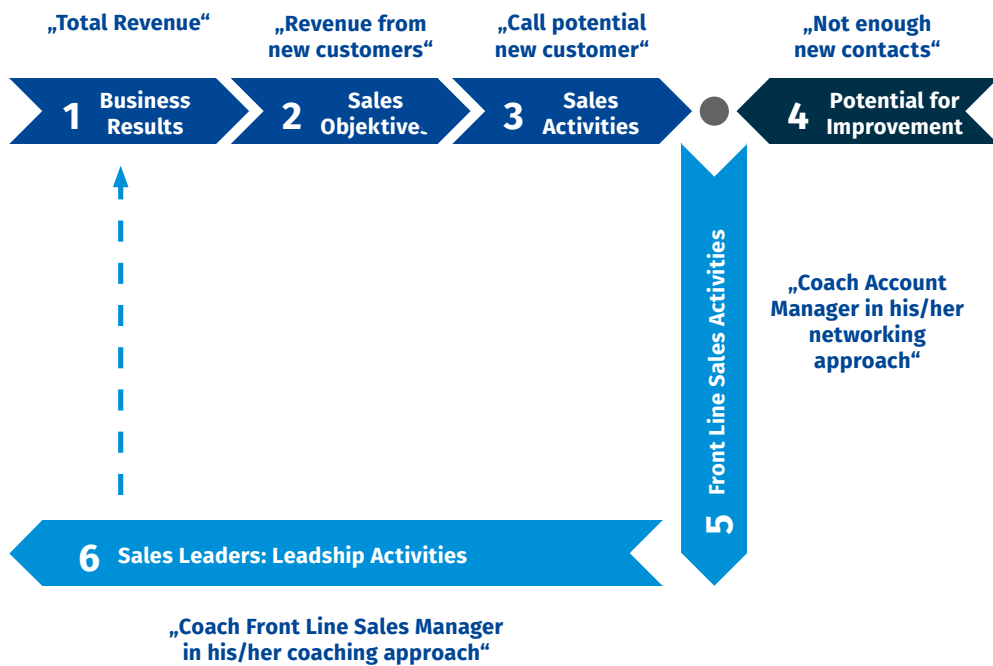 „Total Revenue“
„Revenue from
new customers“
„Call potential
new customer“
„Not enough
new contacts“
1 Business
Results
2 Sales
Objektive.
3 Sales
Activities
4 Potential for
Improvement
5 Front Line Sales Activities
„Coach Account
Manager in his/her
networking
approach“
6 Sales Leaders: Leadship Activities
„Coach Front Line Sales Manager
in his/her coaching approach“